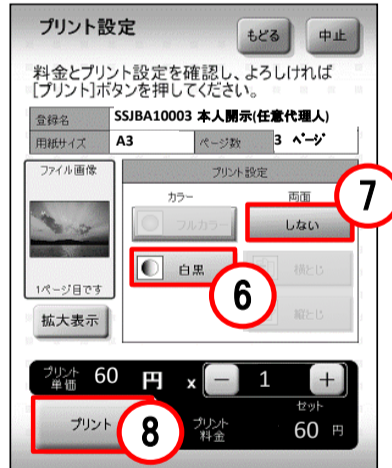 プリント設定
もどる
中止
料金とプリント設定を確認し、よろしければ
[プリント]ボタンを押してください。
登録名 SSJBA10003 本人開示(任意代理人)
用紙サイズ A3 ページ数 3 ページ
ファイル画像
プリント設定
カラー
両面
7
フルカラー
しない
白黒
6
横とじ
縦とじ
1ページ目です
拡大表示
プリント単価 60 円 x − 1 +
セット
プリント
8
プリント料金 60 円